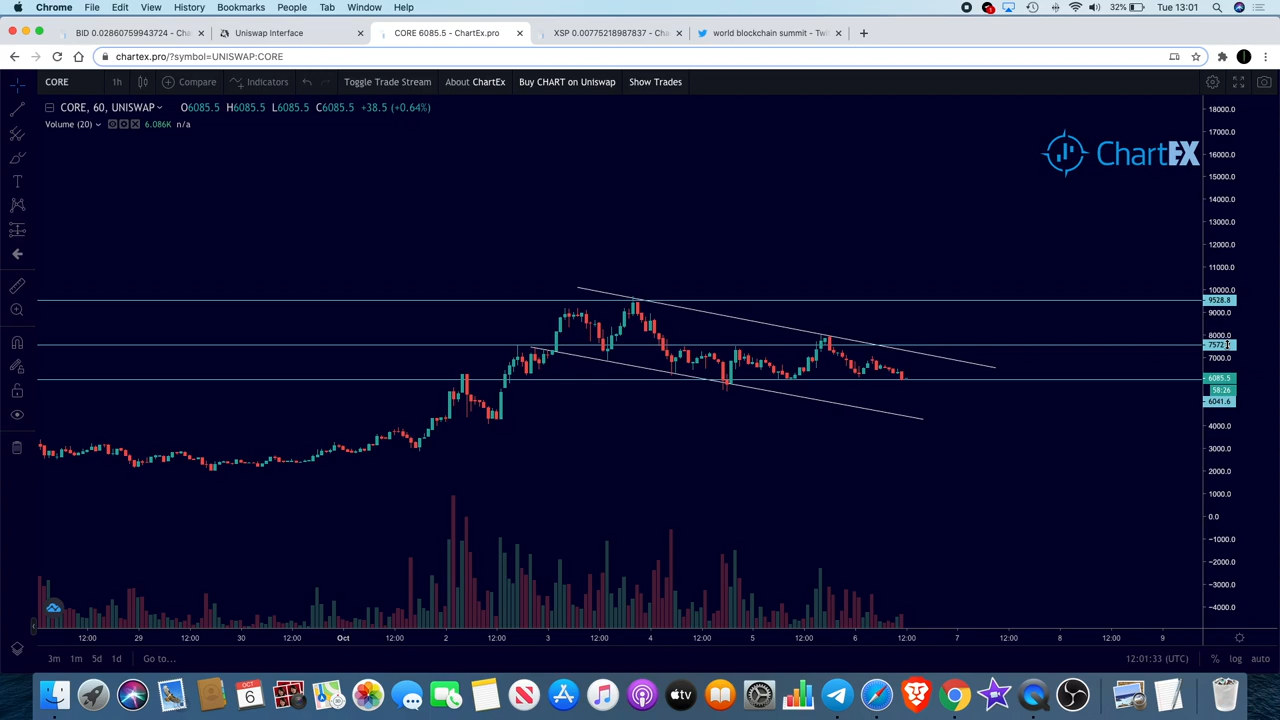 Chrome File Edit View History Bookmarks People Tab Window Help 32% Tue 13:01
BID 0.02860759943724 - Cha
Uniswap Interface
CORE 6085.5 - ChartEx.pro
XSP 0.00775218987837 - Cha
world blockchain summit - Twi
chartex.pro/?symbol=UNISWAP:CORE
CORE 1h Compare Indicators Toggle Trade Stream About ChartEx Buy CHART on Uniswap Show Trades
CORE, 60, UNISWAP O6085.5 H6085.5 L6085.5 C6085.5 +38.5 (+0.64%)
Volume (20) 6.086K n/a
ChartEX
18000.0
17000.0
16000.0
15000.0
14000.0
13000.0
12000.0
11000.0
10000.0
9528.8
9000.0
8000.0
7572
7000.0
6085.5
58:26
6041.6
4000.0
3000.0
2000.0
1000.0
0.0
−1000.0
−2000.0
−3000.0
−4000.0
12:00 29 12:00 30 12:00 Oct 12:00 2 12:00 3 12:00 4 12:00 5 12:00 6 12:00 7 12:00 8 12:00 9
3m 1m 5d 1d Go to... 12:01:33 (UTC) % log auto
OCT
6
tv